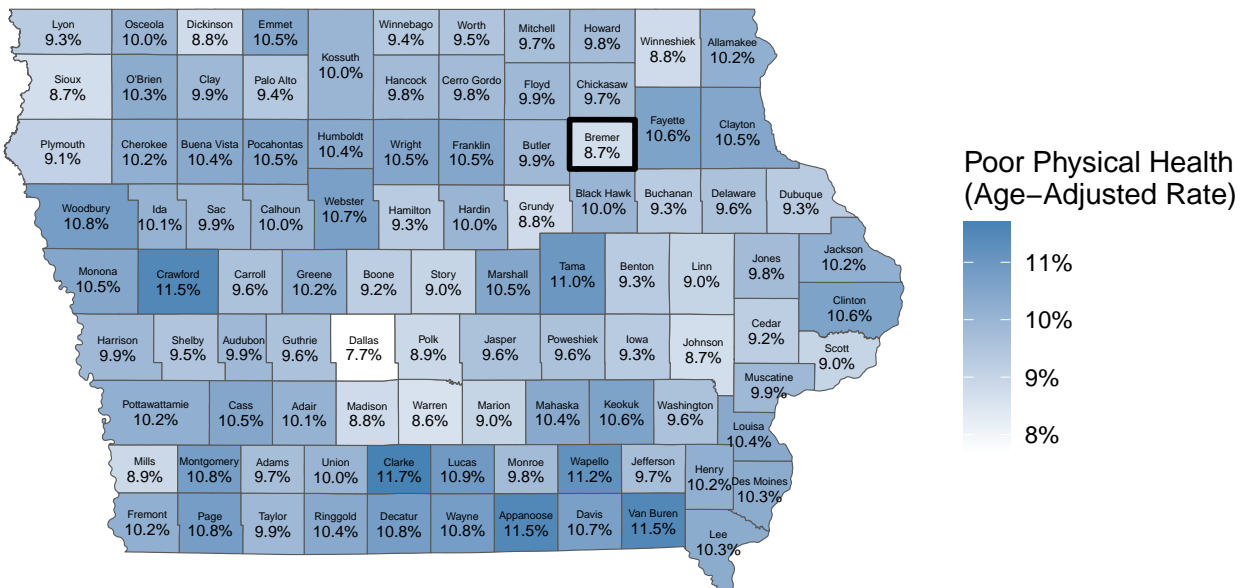 Lyon
9.3%
Osceola
10.0%
Dickinson
8.8%
Emmet
10.5%
Kossuth
10.0%
Winnebago
9.4%
Worth
9.5%
Mitchell
9.7%
Howard
9.8%
Winneshiek
8.8%
Allamakee
10.2%
Sioux
8.7%
O'Brien
10.3%
Clay
9.9%
Palo Alto
9.4%
Hancock
9.8%
Cerro Gordo
9.8%
Floyd
9.9%
Chickasaw
9.7%
Fayette
10.6%
Clayton
10.5%
Plymouth
9.1%
Cherokee
10.2%
Buena Vista
10.4%
Pocahontas
10.5%
Humboldt
10.4%
Wright
10.5%
Franklin
10.5%
Butler
9.9%
Bremer
8.7%
Poor Physical Health
(Age−Adjusted Rate)
Woodbury
10.8%
Ida
10.1%
Sac
9.9%
Calhoun
10.0%
Webster
10.7%
Hamilton
9.3%
Hardin
10.0%
Grundy
8.8%
Black Hawk
10.0%
Buchanan
9.3%
Delaware
9.6%
Dubuque
9.3%
Monona
10.5%
Crawford
11.5%
Carroll
9.6%
Greene
10.2%
Boone
9.2%
Story
9.0%
Marshall
10.5%
Tama
11.0%
Benton
9.3%
Linn
9.0%
Jones
9.8%
Jackson
10.2%
Clinton
10.6%
11%
10%
9%
8%
Harrison
9.9%
Shelby
9.5%
Audubon
9.9%
Guthrie
9.6%
Dallas
7.7%
Polk
8.9%
Jasper
9.6%
Poweshiek
9.6%
Iowa
9.3%
Johnson
8.7%
Cedar
9.2%
Scott
9.0%
Muscatine
9.9%
Pottawattamie
10.2%
Cass
10.5%
Adair
10.1%
Madison
8.8%
Warren
8.6%
Marion
9.0%
Mahaska
10.4%
Keokuk
10.6%
Washington
9.6%
Louisa
10.4%
Mills
8.9%
Montgomery
10.8%
Adams
9.7%
Union
10.0%
Clarke
11.7%
Lucas
10.9%
Monroe
9.8%
Wapello
11.2%
Jefferson
9.7%
Henry
10.2%
Des Moines
10.3%
Fremont
10.2%
Page
10.8%
Taylor
9.9%
Ringgold
10.4%
Decatur
10.8%
Wayne
10.8%
Appanoose
11.5%
Davis
10.7%
Van Buren
11.5%
Lee
10.3%